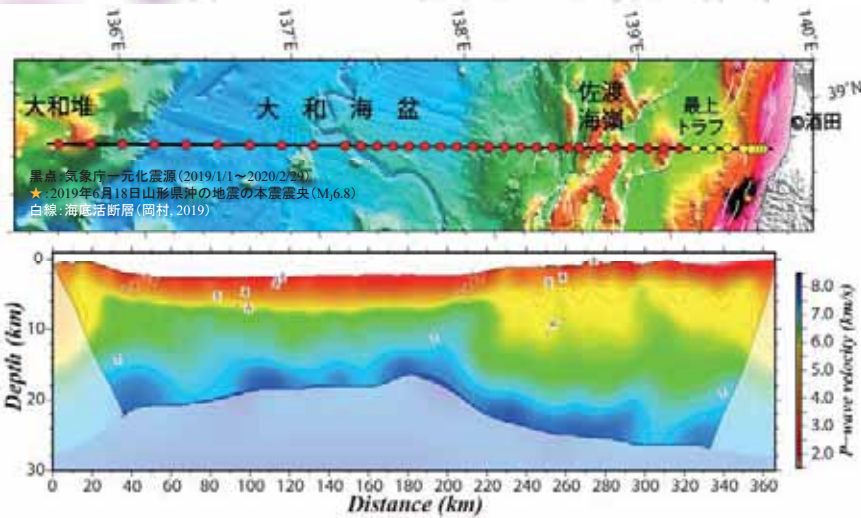 136°E 137°E 138°E 139°E 140°E
39°N
大和堆
大和海盆
佐渡
海嶺
最上
トラフ
酒田
黒点:気象庁一元化震源(2019/1/1~2020/2/29)
★:2019年6月18日山形県沖の地震の本震震央(Mj6.8)
白線:海底活断層(岡村, 2019)
Depth (km)
0
10
20
30
0 20 40 60 80 100 120 140 160 180 200 220 240 260 280 300 320 340 360
Distance (km)
8.0
7.0
6.0
5.0
4.0
3.0
2.0
P-wave velocity (km/s)